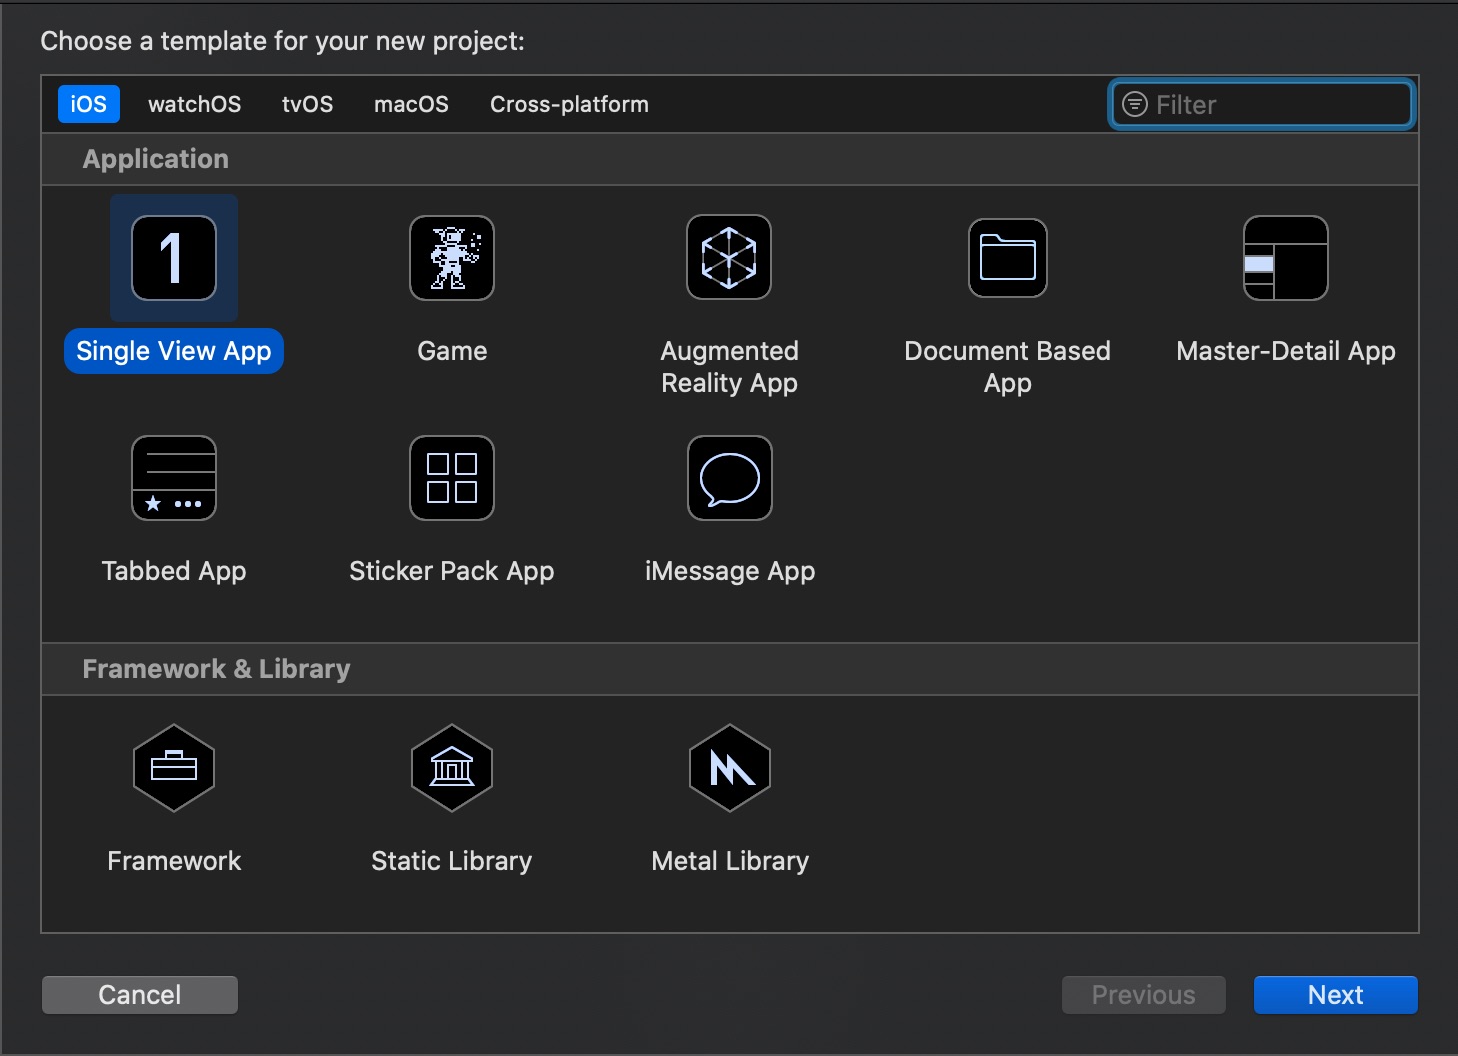 Choose a template for your new project:
iOS watchOS tvOS macOS Cross-platform Filter
Application
1
Single View App Game Augmented Reality App Document Based App Master-Detail App
Tabbed App Sticker Pack App iMessage App
Framework & Library
Framework Static Library Metal Library
Cancel Previous Next